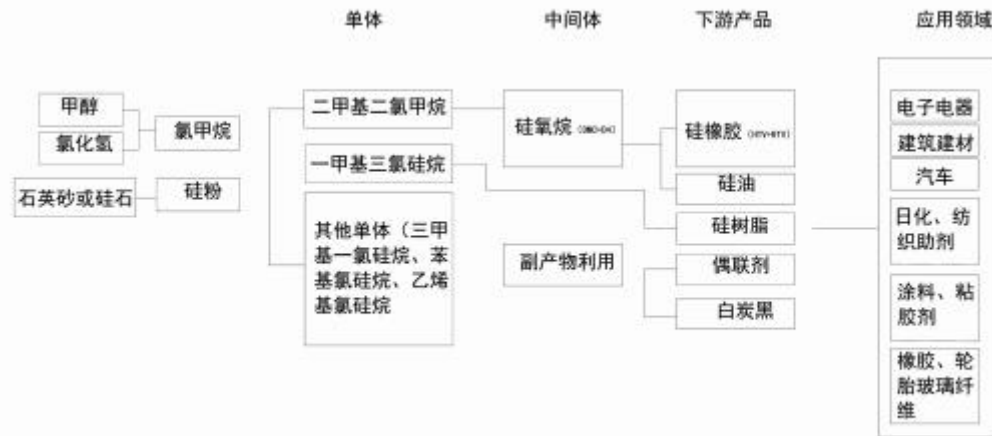 单体
中间体
下游产品
应用领域
甲醇
氯化氢
氯甲烷
石英砂或硅石
硅粉
二甲基二氯甲烷
一甲基三氯硅烷
其他单体（三甲
基一氯硅烷、苯
基氯硅烷、乙烯
基氯硅烷
硅氧烷
副产物利用
硅橡胶
硅油
硅树脂
偶联剂
白炭黑
电子电器
建筑建材
汽车
日化、纺
织助剂
涂料、粘
胶剂
橡胶、轮
胎玻璃纤
维